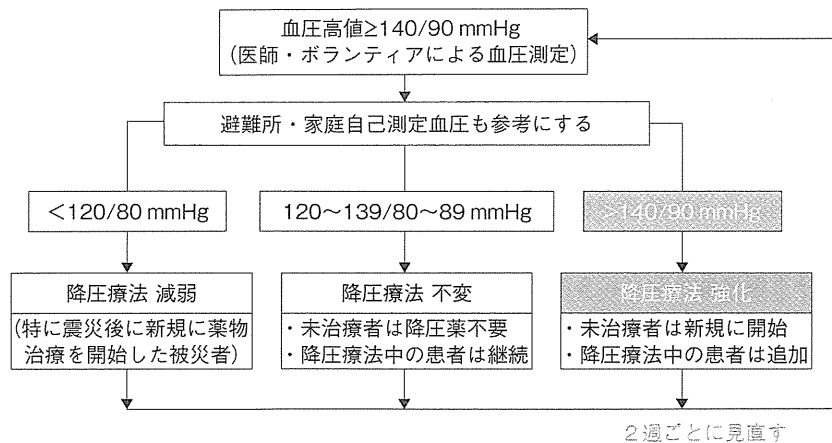 血圧高値≥140/90 mmHg
(医師・ボランティアによる血圧測定)
避難所・家庭自己測定血圧も参考にする
<120/80 mmHg
120〜139/80〜89 mmHg
>140/90 mmHg
降圧療法 減弱
(特に震災後に新規に薬物
治療を開始した被災者)
降圧療法 不変
・未治療者は降圧薬不要
・降圧療法中の患者は継続
降圧療法 強化
・未治療者は新規に開始
・降圧療法中の患者は追加
2週ごとに見直す